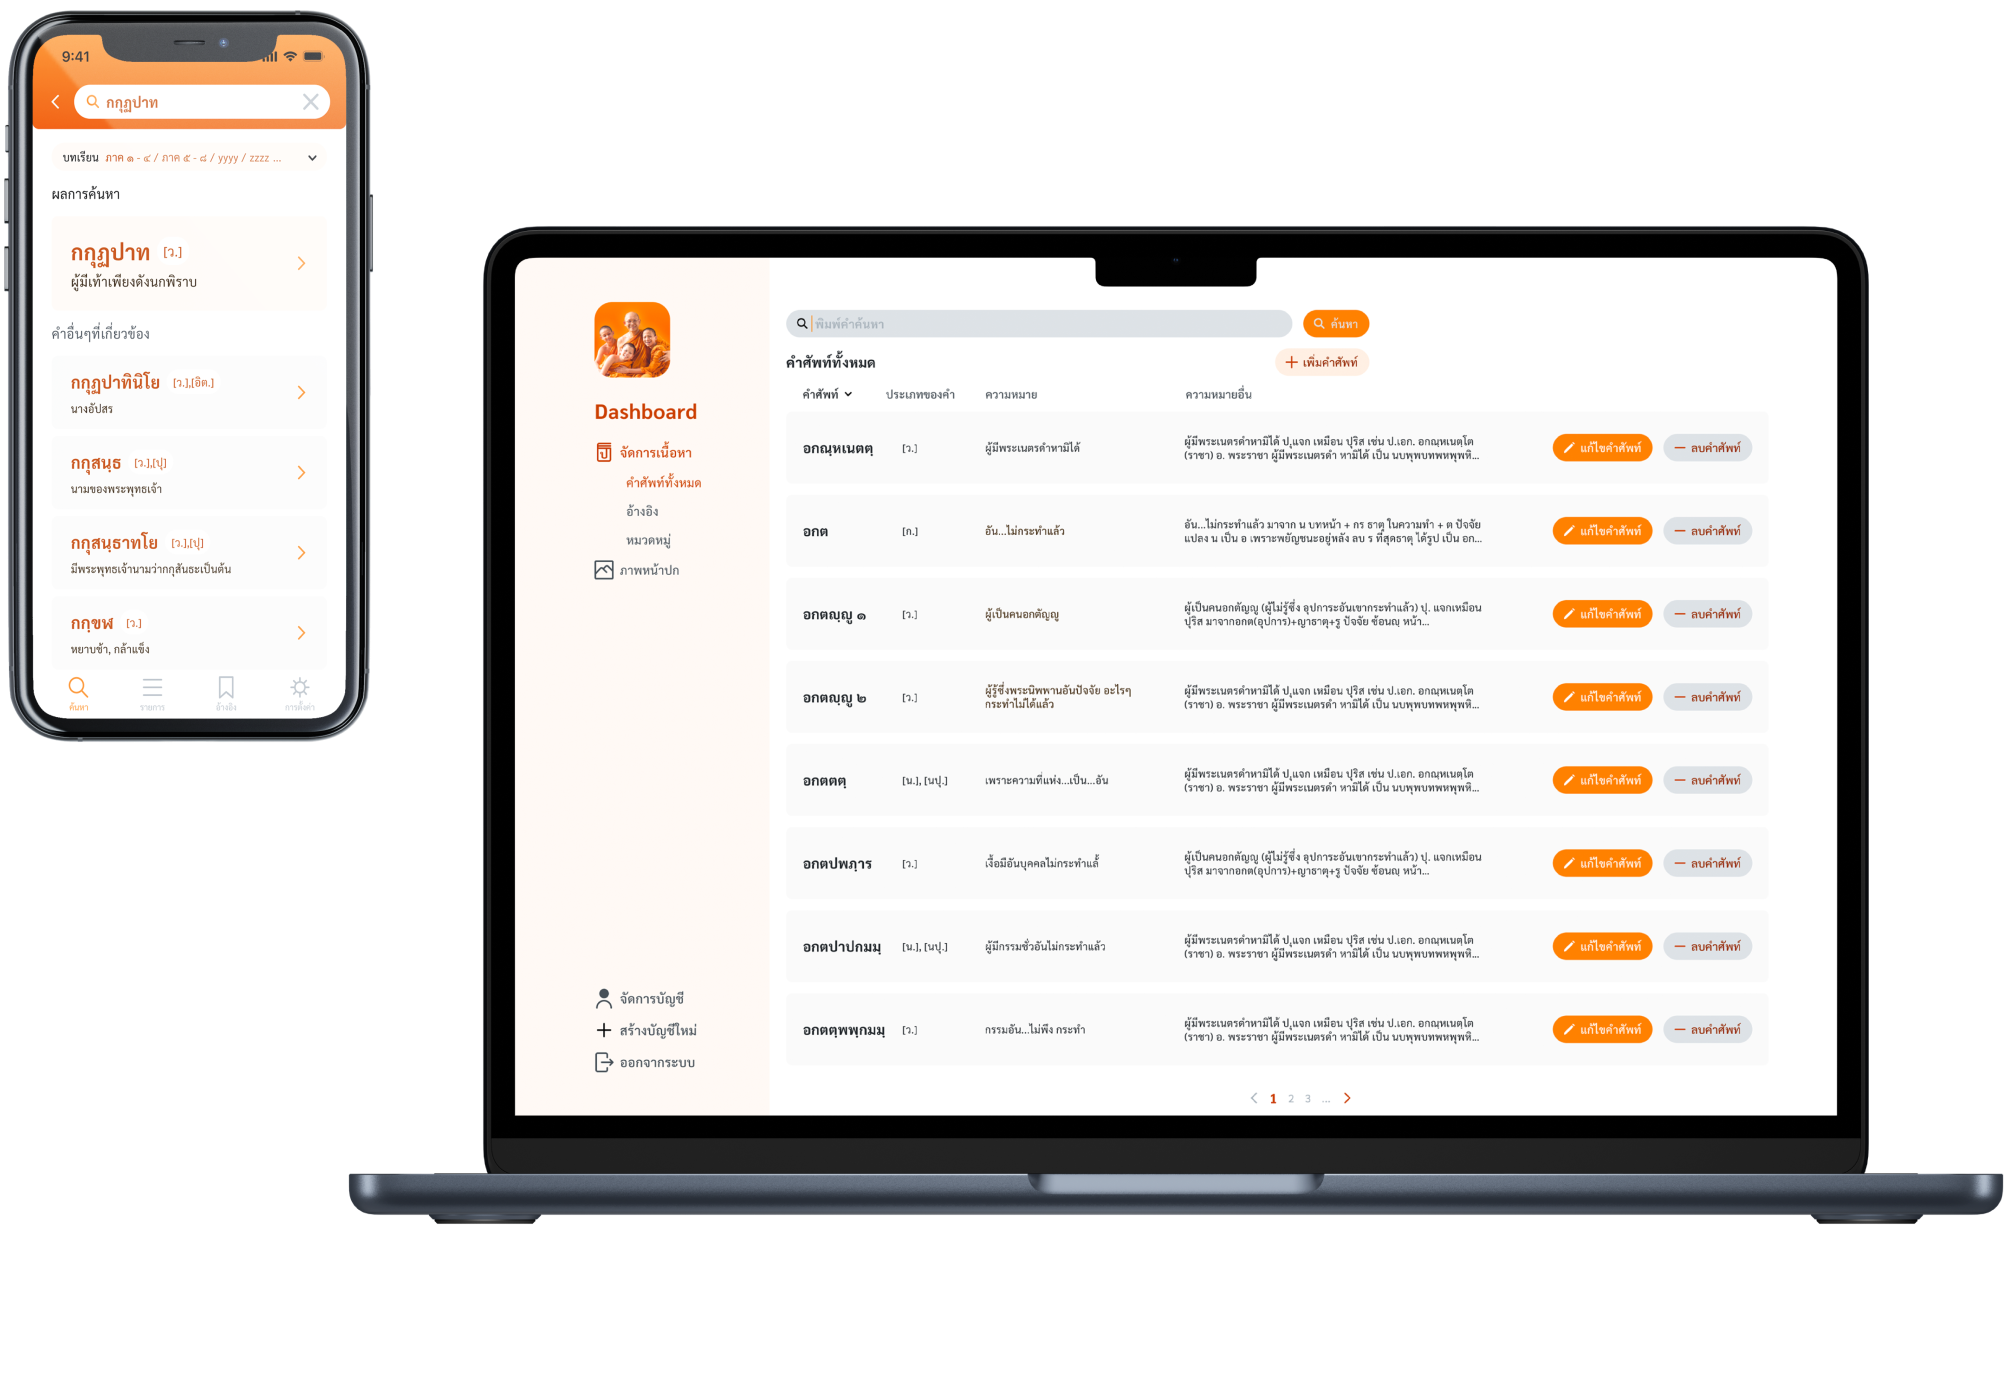 9:41
กกุฏปาท
บทเรียน ภาค ๑ - ๔ / ภาค ๕ - ๘ / yyyy / zzzz ...
ผลการค้นหา
กกุฏปาท [ว.]
ผู้มีเท้าเพียงดังนกพิราบ
คำอื่นๆที่เกี่ยวข้อง
กกุฏปาทินิโย [ว.],[อิต.]
นางอัปสร
กกุสนฺธ [ว.],[ปุ]
นามของพระพุทธเจ้า
กกุสนฺธาทโย [ว.],[ปุ]
มีพระพุทธเจ้านามว่ากกุสันธะเป็นต้น
กกฺขฬ [ว.]
หยาบช้า, กล้าแข็ง
ค้นหา รายการ อ้างอิง การตั้งค่า
Dashboard
จัดการเนื้อหา
คำศัพท์ทั้งหมด
อ้างอิง
หมวดหมู่
ภาพหน้าปก
จัดการบัญชี
สร้างบัญชีใหม่
ออกจากระบบ
พิมพ์คำค้นหา ค้นหา
คำศัพท์ทั้งหมด เพิ่มคำศัพท์
คำศัพท์ ประเภทของคำ ความหมาย ความหมายอื่น
อกณฺหเนตตฺ [ว.] ผู้มีพระเนตรดำหามิได้ ผู้มีพระเนตรดำหามิได้ ปุ.แจก เหมือน ปุริส เช่น ป.เอก. อกณฺหเนตฺโต
(ราชา) อ. พระราชา ผู้มีพระเนตรดำ หามิได้ เป็น นบพุพบทพหพุพหิ...
แก้ไขคำศัพท์ ลบคำศัพท์
อกต [ก.] อัน...ไม่กระทำแล้ว อัน...ไม่กระทำแล้ว มาจาก น บทหน้า + กร ธาตุ ในความทำ + ต ปัจจัย
แปลง น เป็น อ เพราะพยัญชนะอยู่หลัง ลบ ร ที่สุดธาตุ ได้รูป เป็น อก...
แก้ไขคำศัพท์ ลบคำศัพท์
อกตญฺญู ๑ [ว.] ผู้เป็นคนอกตัญญู ผู้เป็นคนอกตัญญู (ผู้ไม่รู้ซึ่ง อุปการะอันเขากระทำแล้ว) ปุ. แจกเหมือน
ปุริส มาจากอกต(อุปการ)+ญาธาตุ+รู ปัจจัย ซ้อนญฺ หน้า...
แก้ไขคำศัพท์ ลบคำศัพท์
อกตญฺญู ๒ [ว.] ผู้รู้ซึ่งพระนิพพานอันปัจจัย อะไรๆ
กระทำไม่ได้แล้ว
ผู้มีพระเนตรดำหามิได้ ปุ.แจก เหมือน ปุริส เช่น ป.เอก. อกณฺหเนตฺโต
(ราชา) อ. พระราชา ผู้มีพระเนตรดำ หามิได้ เป็น นบพุพบทพหพุพหิ...
แก้ไขคำศัพท์ ลบคำศัพท์
อกตตตฺ [น.], [นปุ.] เพราะความที่แห่ง...เป็น...อัน ผู้มีพระเนตรดำหามิได้ ปุ.แจก เหมือน ปุริส เช่น ป.เอก. อกณฺหเนตฺโต
(ราชา) อ. พระราชา ผู้มีพระเนตรดำ หามิได้ เป็น นบพุพบทพหพุพหิ...
แก้ไขคำศัพท์ ลบคำศัพท์
อกตปพภฺาร [ว.] เงื้อมีอันบุคคลไม่กระทำแล้ ผู้เป็นคนอกตัญญู (ผู้ไม่รู้ซึ่ง อุปการะอันเขากระทำแล้ว) ปุ. แจกเหมือน
ปุริส มาจากอกต(อุปการ)+ญาธาตุ+รู ปัจจัย ซ้อนญฺ หน้า...
แก้ไขคำศัพท์ ลบคำศัพท์
อกตปาปกมมฺ [น.], [นปุ.] ผู้มีกรรมชั่วอันไม่กระทำแล้ว ผู้มีพระเนตรดำหามิได้ ปุ.แจก เหมือน ปุริส เช่น ป.เอก. อกณฺหเนตฺโต
(ราชา) อ. พระราชา ผู้มีพระเนตรดำ หามิได้ เป็น นบพุพบทพหพุพหิ...
แก้ไขคำศัพท์ ลบคำศัพท์
อกตตฺพพฺกมมฺ [ว.] กรรมอัน...ไม่พึง กระทำ ผู้มีพระเนตรดำหามิได้ ปุ.แจก เหมือน ปุริส เช่น ป.เอก. อกณฺหเนตฺโต
(ราชา) อ. พระราชา ผู้มีพระเนตรดำ หามิได้ เป็น นบพุพบทพหพุพหิ...
แก้ไขคำศัพท์ ลบคำศัพท์
1 2 3 ...